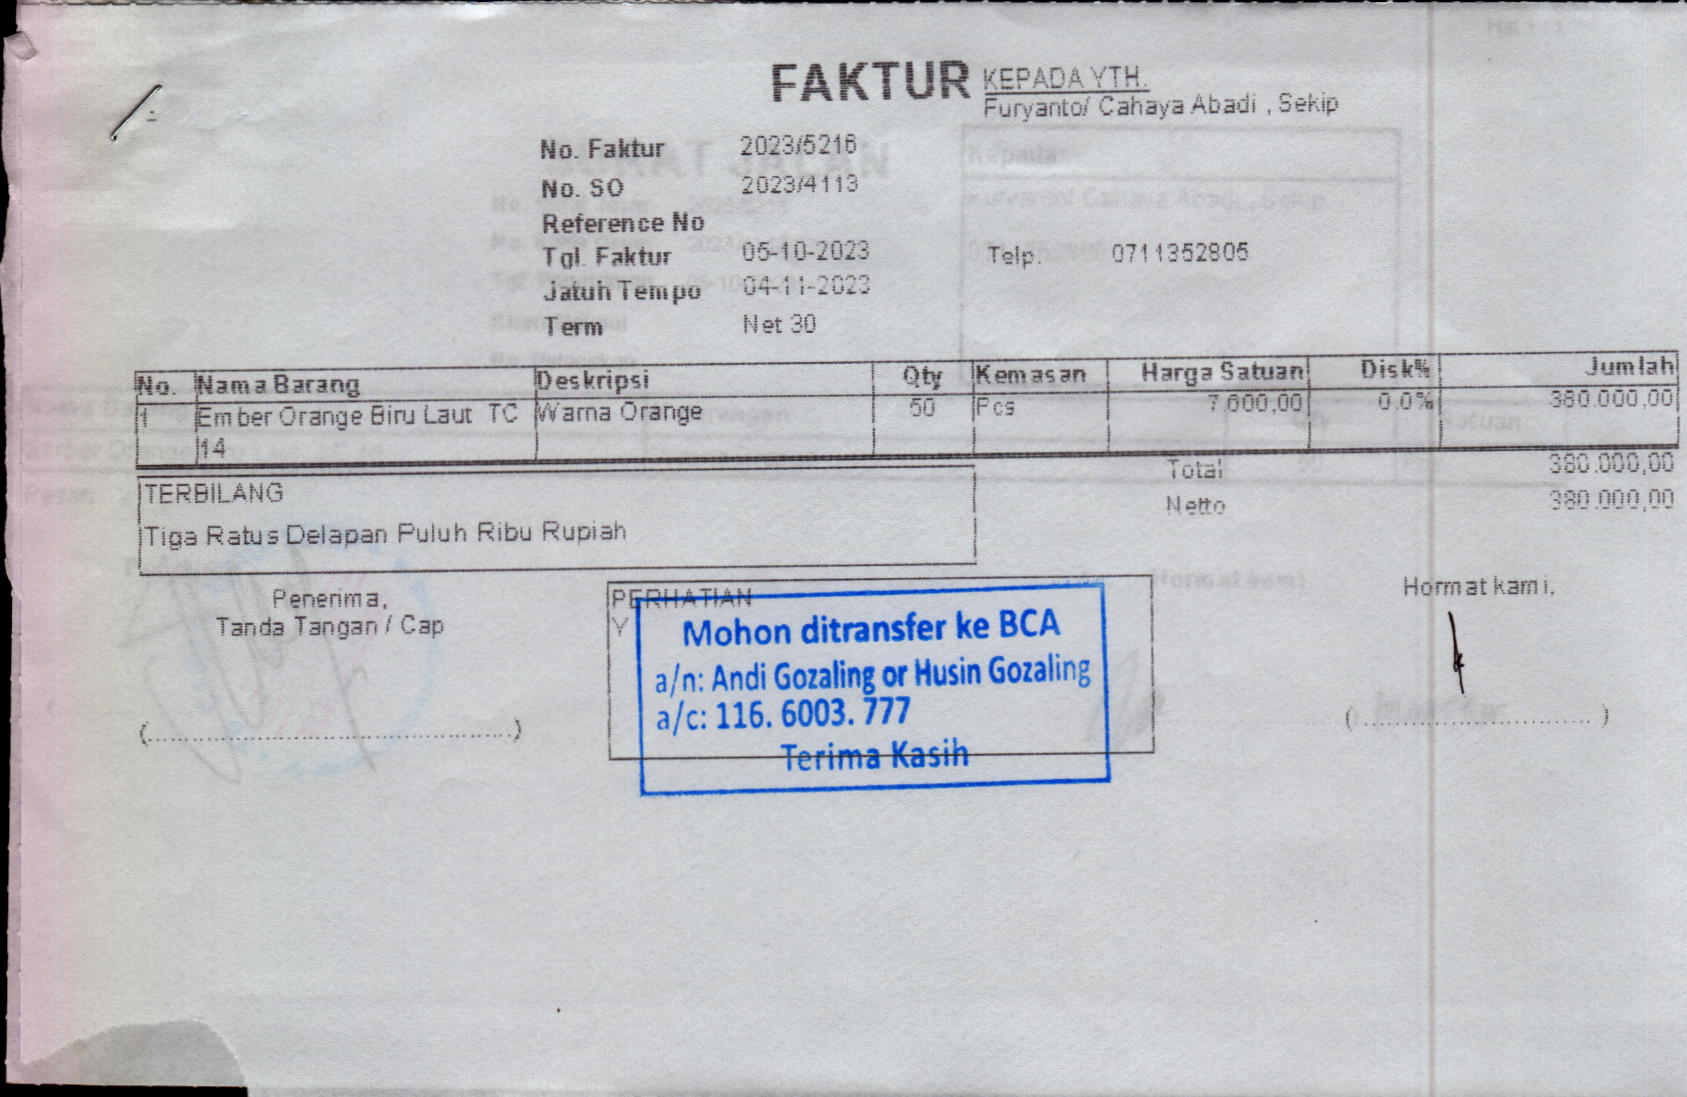 FAKTUR
KEPADA YTH.
Furyanto/ Cahaya Abadi , Sekip
No. Faktur 2023/5216
No. SO 2023/4113
Reference No
Tgl. Faktur 05-10-2023 Telp. 0711352805
Jatuh Tempo 04-11-2023
Term Net 30
No. Nama Barang Deskripsi Qty Kemasan Harga Satuan Disk% Jumlah
1 Ember Orange Biru Laut TC Warna Orange 50 Pcs 7.600,00 0.0% 380.000,00
14
Total 380.000,00
TERBILANG
Netto 380.000,00
Tiga Ratus Delapan Puluh Ribu Rupiah
Penerima, PERHATIAN Hormat kami,
Tanda Tangan / Cap Y
Mohon ditransfer ke BCA
a/n: Andi Gozaling or Husin Gozaling
a/c: 116. 6003. 777
Terima Kasih
(..........................................) (..............................)